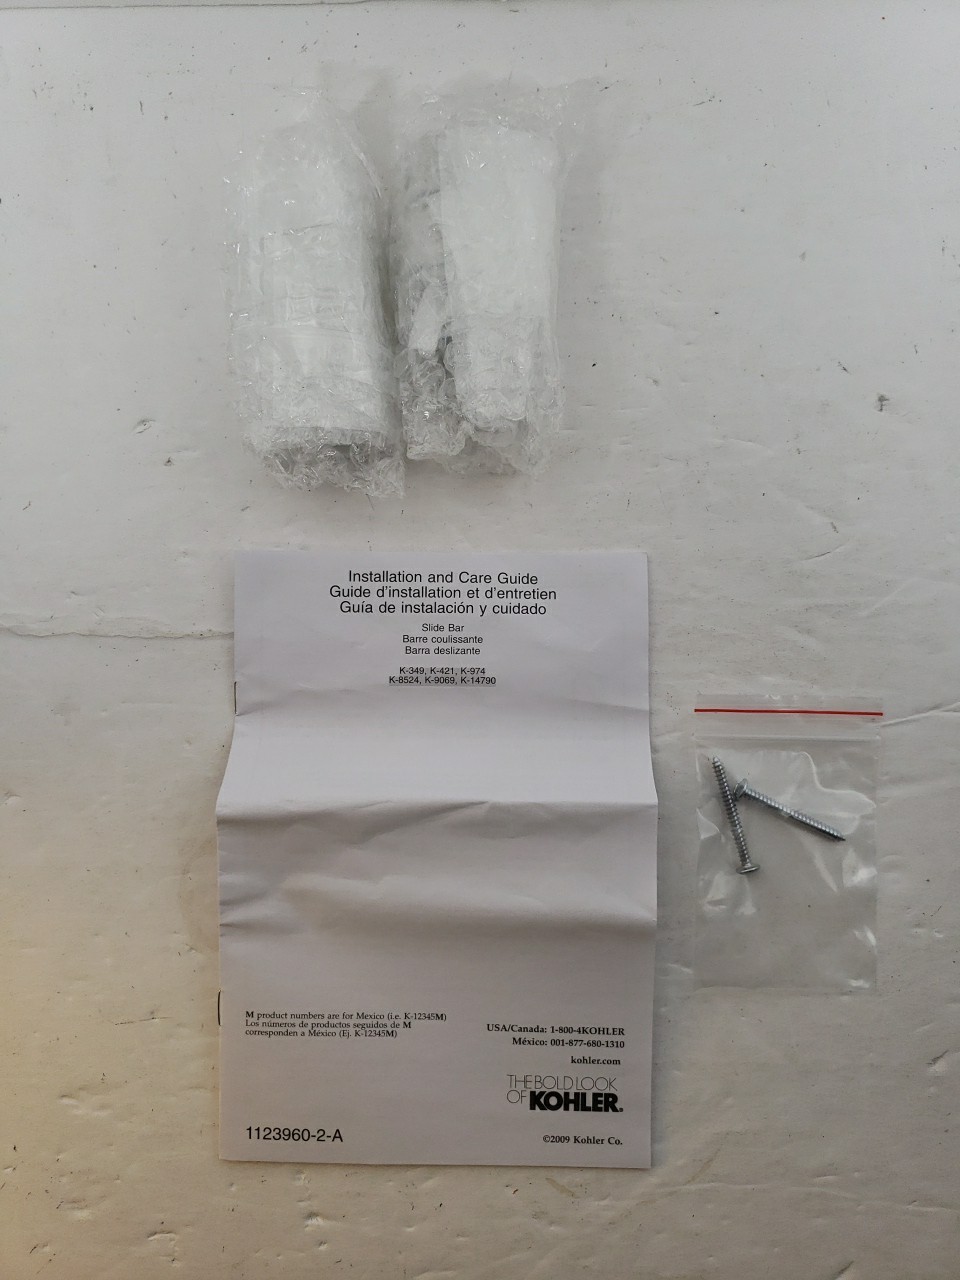 Installation and Care Guide
Guide d'installation et d'entretien
Guía de instalación y cuidado
Slide Bar
Barre coulissante
Barra deslizante
K-349, K-421, K-974
K-8524, K-9069, K-14790
M product numbers are for Mexico (i.e. K-12345M)
Los números de productos seguidos de M
corresponden a México (Ej. K-12345M)
USA/Canada: 1-800-4KOHLER
México: 001-877-680-1310
kohler.com
THE BOLD LOOK
OF KOHLER.
1123960-2-A
©2009 Kohler Co.